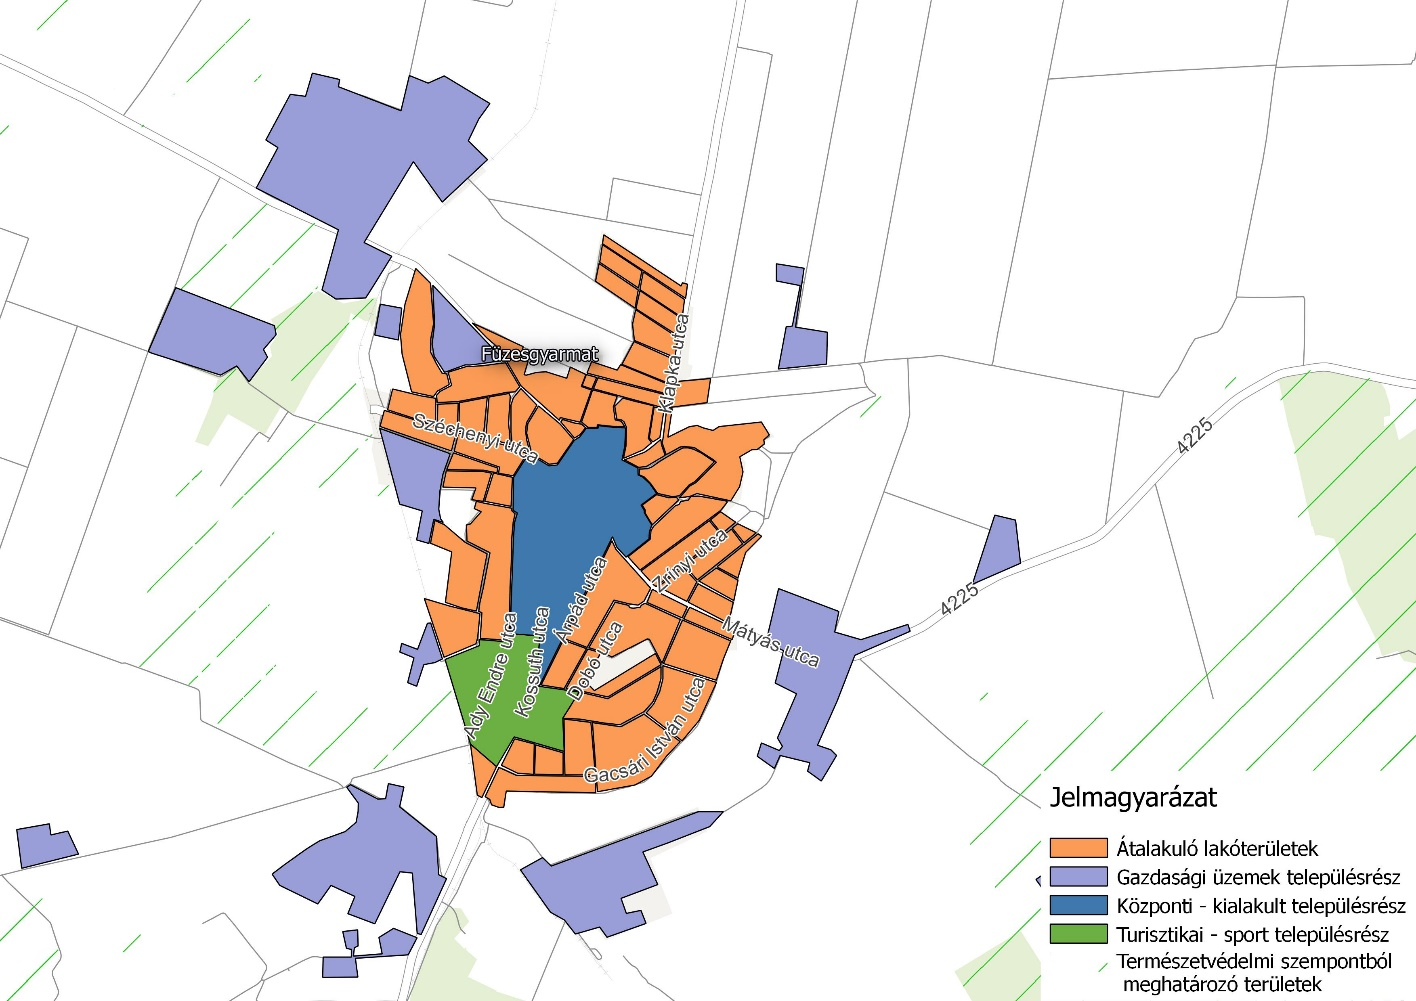 Füzesgyarmat
Klapka utca
Széchenyi utca
4225
Zrínyi utca
Árpád utca
4225
Mátyás utca
Kossuth utca
Ady Endre utca
Dobó utca
Gacsári István utca
Jelmagyarázat
Átalakuló lakóterületek
Gazdasági üzemek településrész
Központi - kialakult településrész
Turisztikai - sport településrész
Természetvédelmi szempontból
meghatározó területek